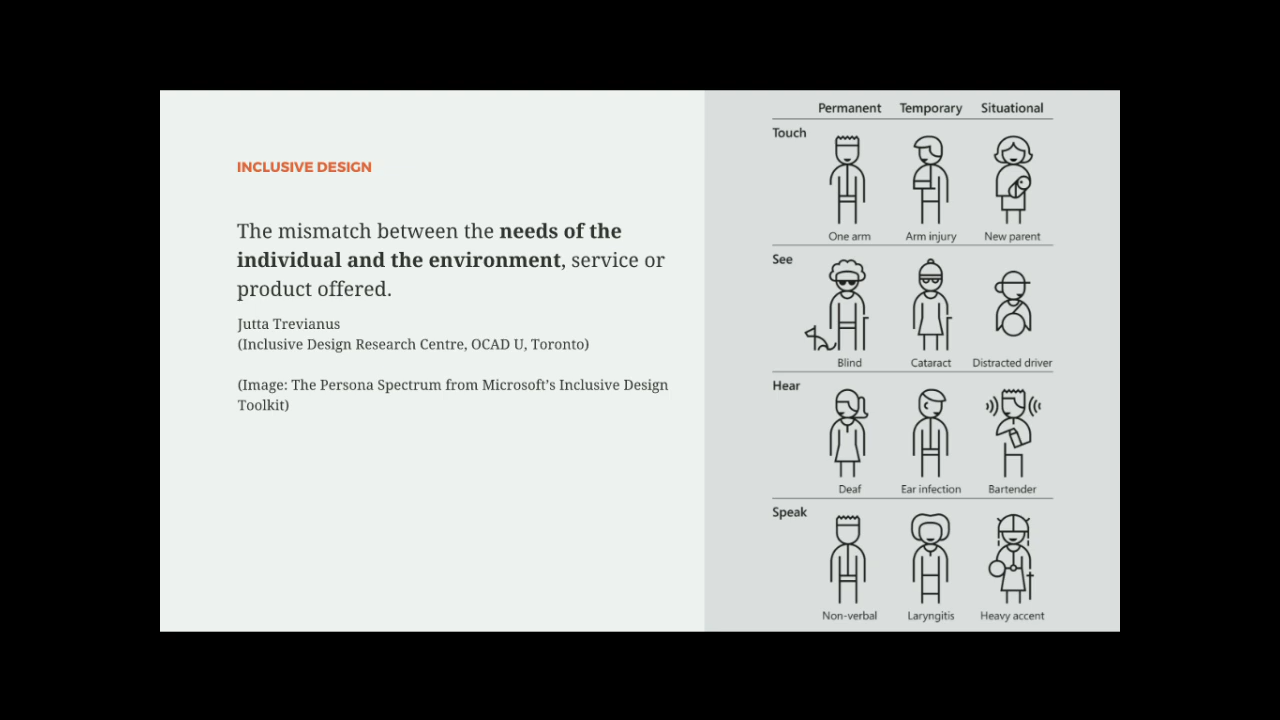 INCLUSIVE DESIGN
The mismatch between the needs of the
individual and the environment, service or
product offered.
Jutta Trevianus
(Inclusive Design Research Centre, OCAD U, Toronto)
(Image: The Persona Spectrum from Microsoft's Inclusive Design
Toolkit)
Permanent Temporary Situational
Touch
One arm Arm injury New parent
See
Blind Cataract Distracted driver
Hear
Deaf Ear infection Bartender
Speak
Non-verbal Laryngitis Heavy accent